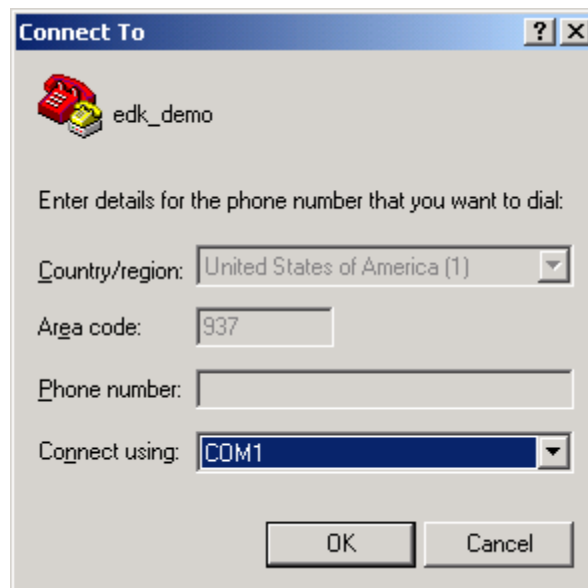 Connect To
edk_demo
Enter details for the phone number that you want to dial:
Country/region: United States of America (1)
Area code: 937
Phone number:
Connect using: COM1
OK Cancel